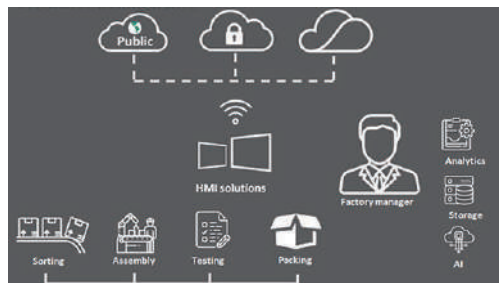 Public
HMI solutions
Factory manager
Analytics
Storage
AI
Sorting
Assembly
Testing
Packing